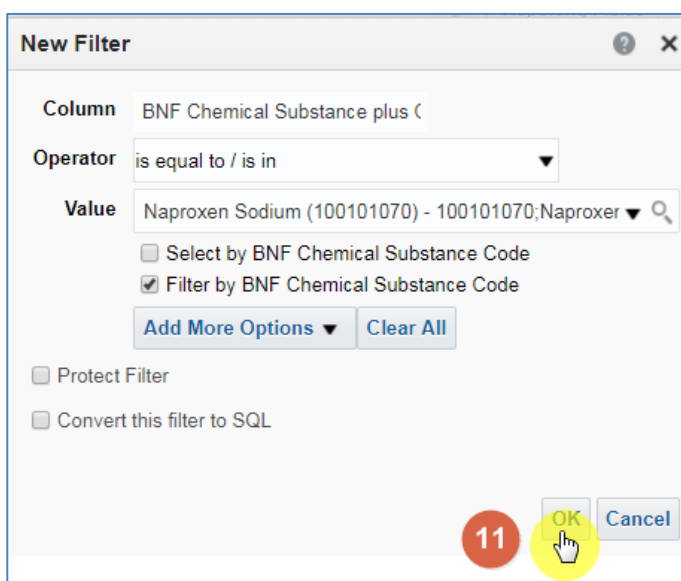 New Filter
Column BNF Chemical Substance plus
Operator is equal to / is in
Value Naproxen Sodium (100101070) - 100101070;Naproxen
Select by BNF Chemical Substance Code
Filter by BNF Chemical Substance Code
Add More Options Clear All
Protect Filter
Convert this filter to SQL
11 OK Cancel